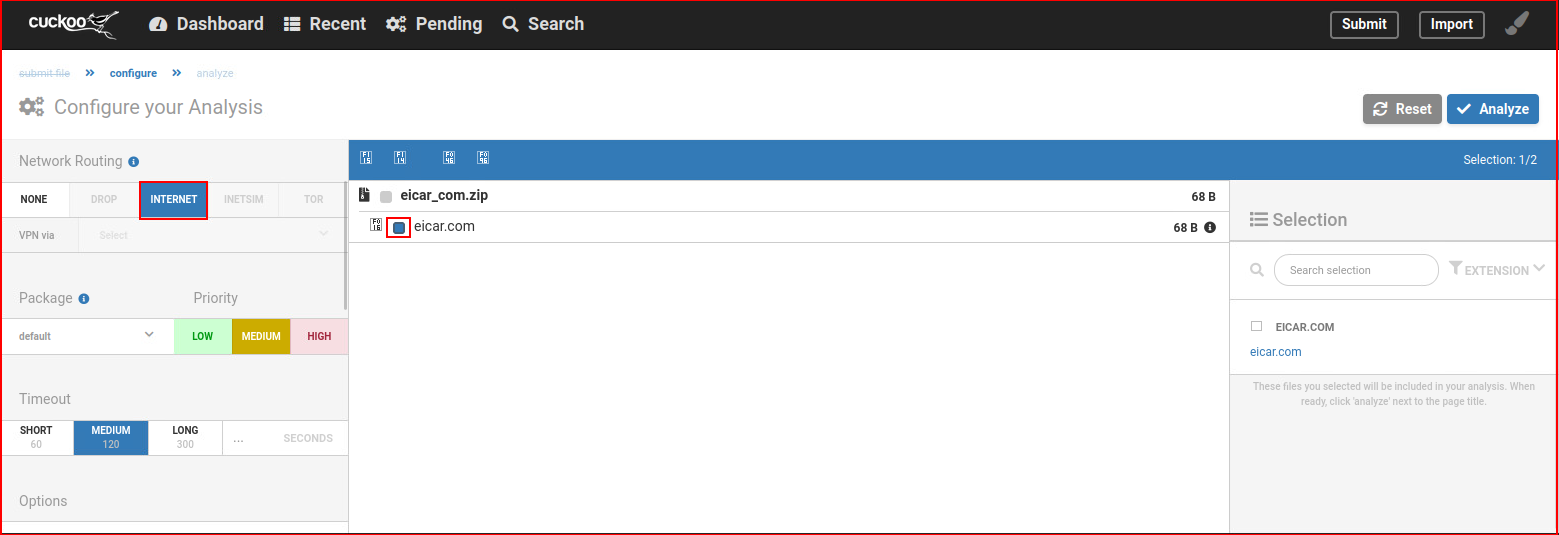 cuckoo Dashboard Recent Pending Search Submit Import
submit file » configure » analyze
Configure your Analysis Reset Analyze
Network Routing
NONE DROP INTERNET INETSIM TOR
VPN via Select
Package Priority
default LOW MEDIUM HIGH
Timeout
SHORT MEDIUM LONG ... SECONDS
60 120 300
Options
Selection: 1/2
eicar_com.zip 68 B
eicar.com 68 B
Selection
Search selection EXTENSION
EICAR.COM
eicar.com
These files you selected will be included in your analysis. When
ready, click 'analyze' next to the page title.